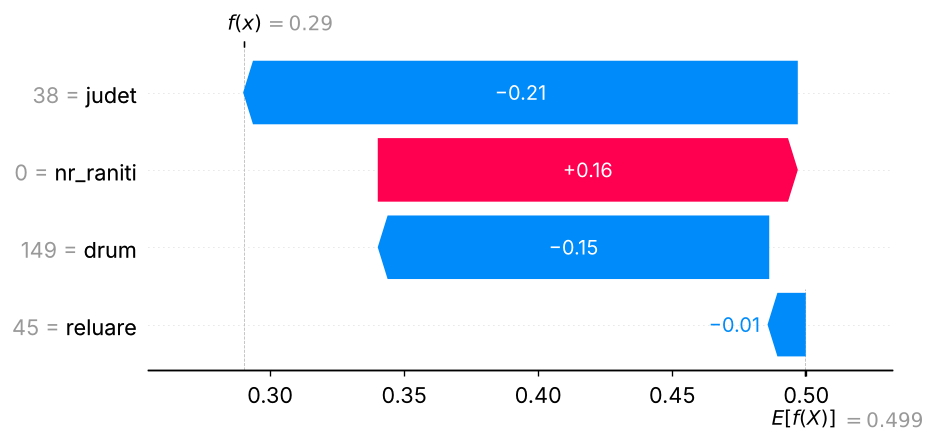 f(x) = 0.29
38 = judet
−0.21
0 = nr_raniti
+0.16
149 = drum
−0.15
45 = reluare
−0.01
0.30 0.35 0.40 0.45 0.50
E[f(X)] = 0.499